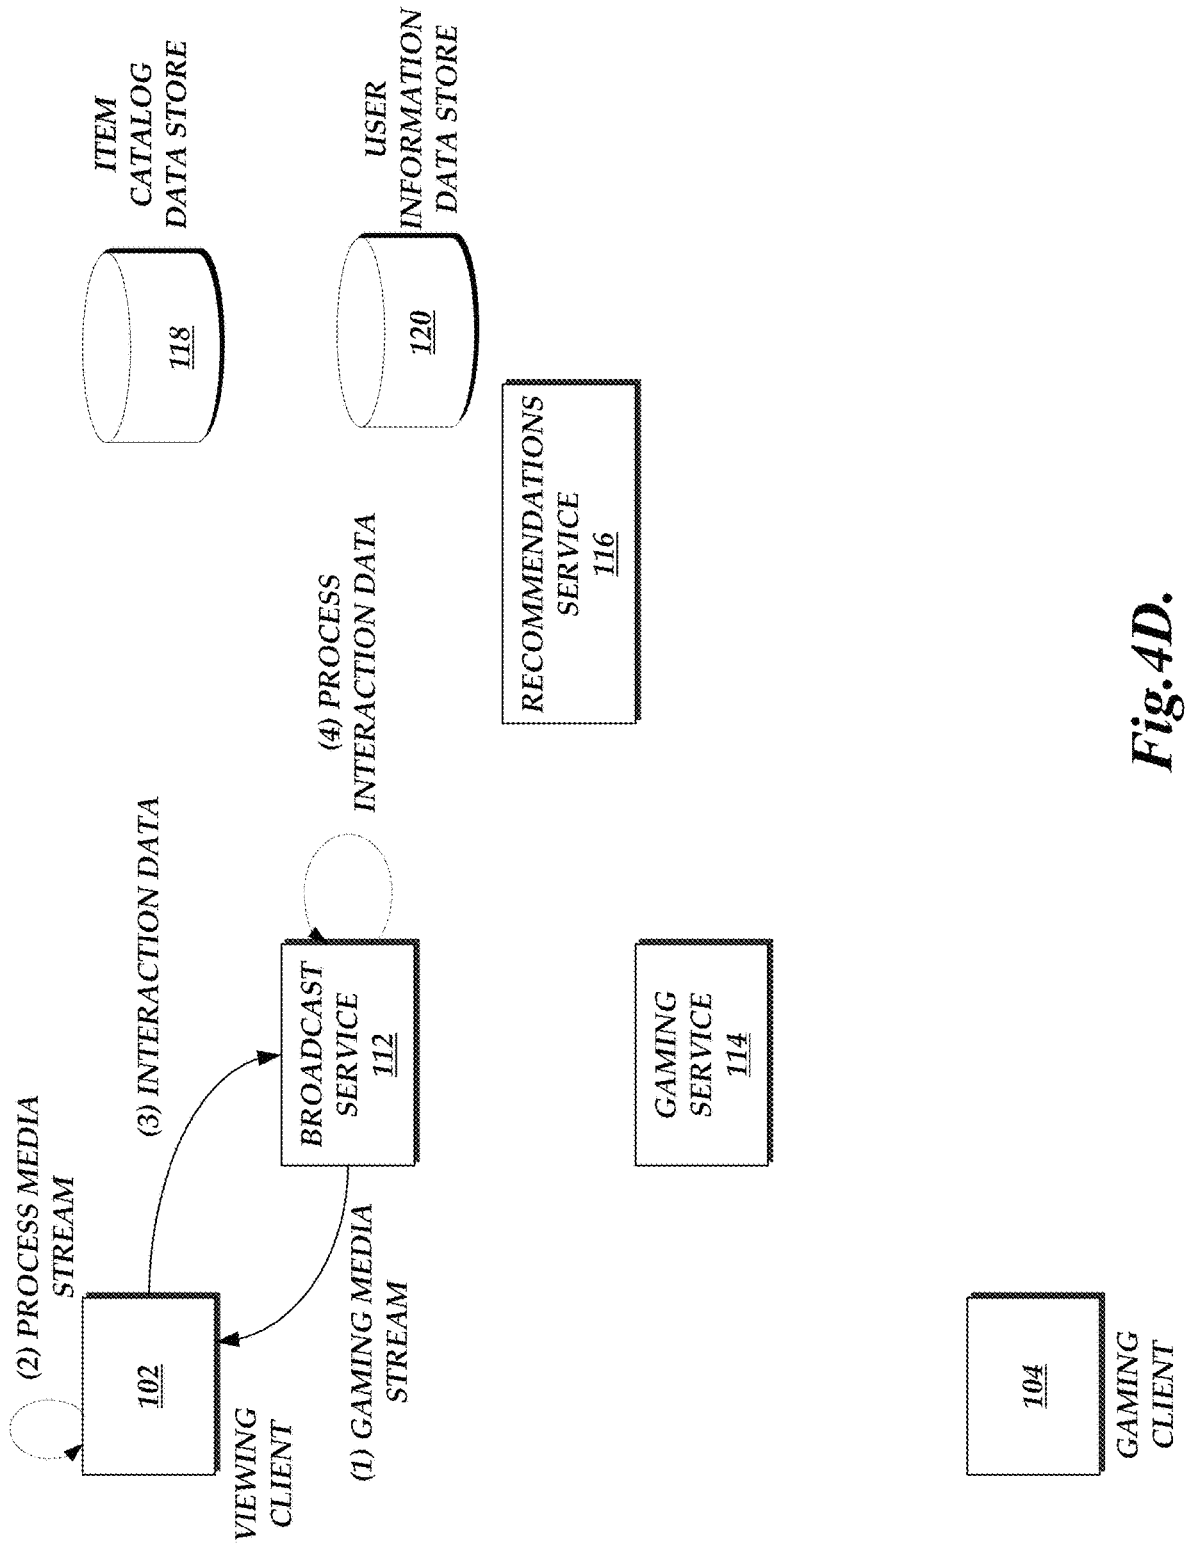 (2) PROCESS MEDIA
STREAM
102
VIEWING
CLIENT
(3) INTERACTION DATA
(1) GAMING MEDIA
STREAM
BROADCAST
SERVICE
112
(4) PROCESS
INTERACTION DATA
ITEM
CATALOG
DATA STORE
118
USER
INFORMATION
DATA STORE
120
RECOMMENDATIONS
SERVICE
116
GAMING
SERVICE
114
104
GAMING
CLIENT
Fig.4D.